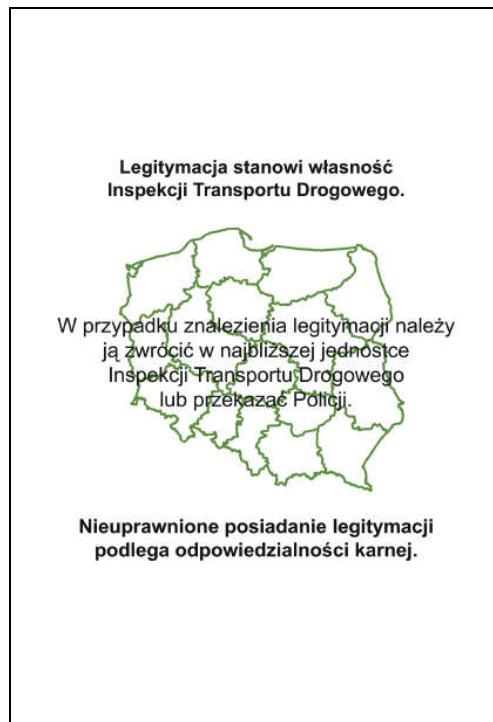 Legitymacja stanowi własność
Inspekcji Transportu Drogowego.
W przypadku znalezienia legitymacji należy
ją zwrócić w najbliższej jednostce
Inspekcji Transportu Drogowego
lub przekazać Policji.
Nieuprawnione posiadanie legitymacji
podlega odpowiedzialności karnej.